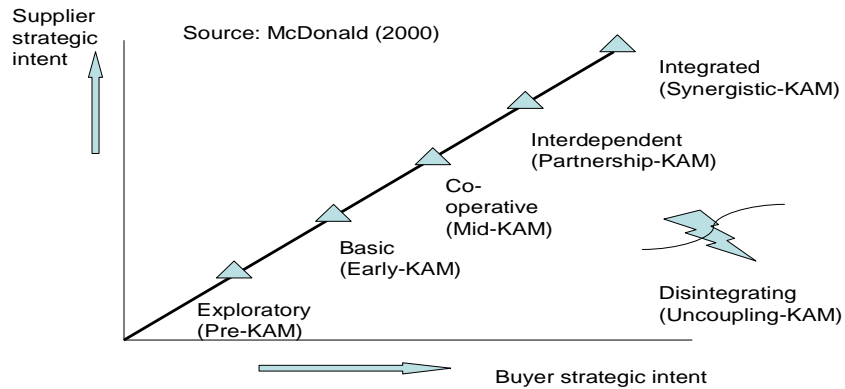 Supplier
strategic
intent
Source: McDonald (2000)
Integrated
(Synergistic-KAM)
Interdependent
(Partnership-KAM)
Co-
operative
(Mid-KAM)
Basic
(Early-KAM)
Exploratory
(Pre-KAM)
Disintegrating
(Uncoupling-KAM)
Buyer strategic intent